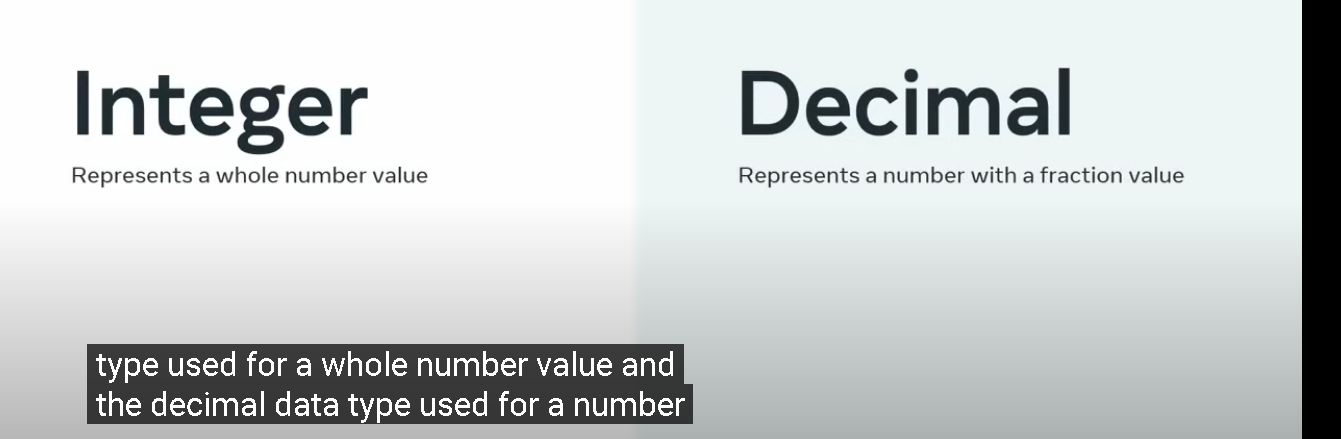 Integer
Represents a whole number value
Decimal
Represents a number with a fraction value
type used for a whole number value and
the decimal data type used for a number